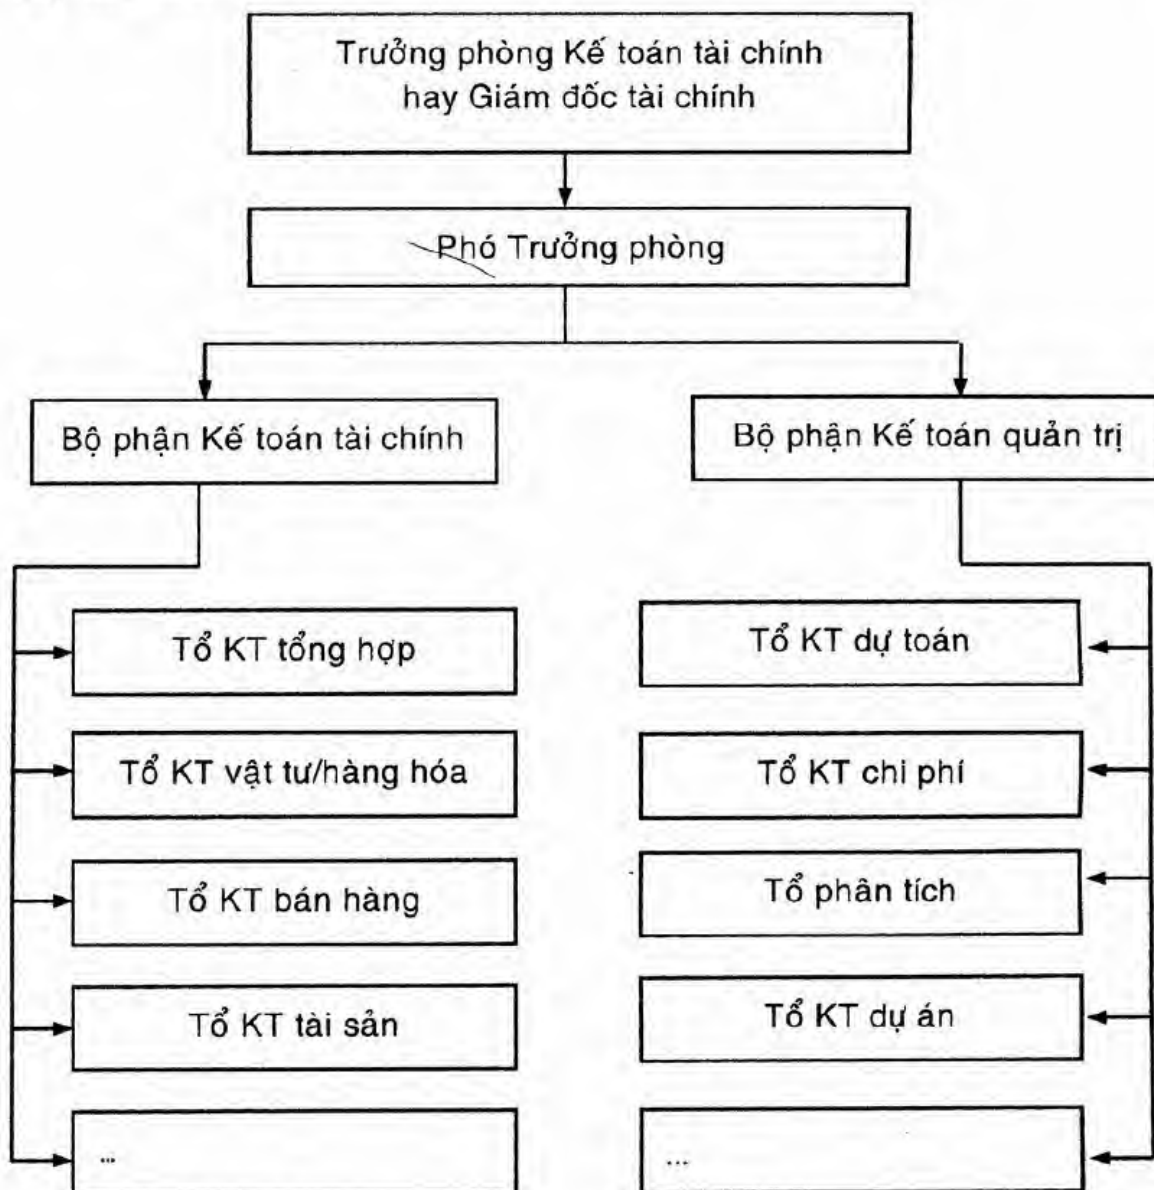 Trưởng phòng Kế toán tài chính
hay Giám đốc tài chính
Phó Trưởng phòng
Bộ phận Kế toán tài chính
Bộ phận Kế toán quản trị
Tổ KT tổng hợp
Tổ KT vật tư/hàng hóa
Tổ KT bán hàng
Tổ KT tài sản
...
Tổ KT dự toán
Tổ KT chi phí
Tổ phân tích
Tổ KT dự án
...